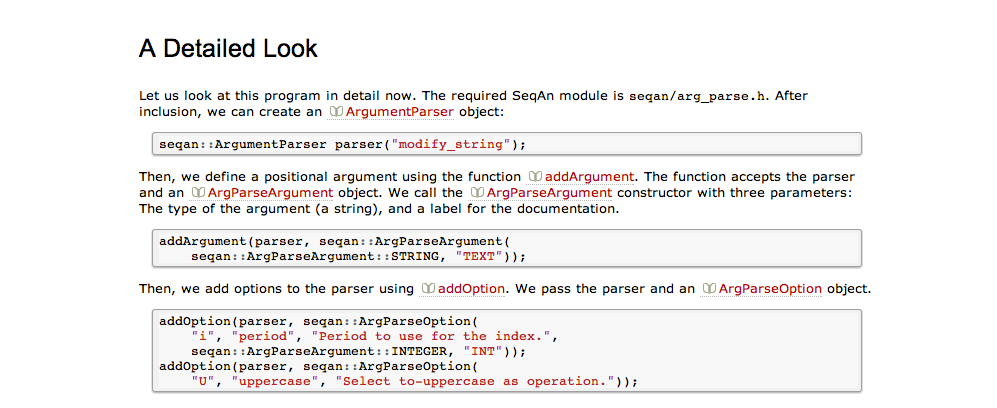 A Detailed Look
Let us look at this program in detail now. The required SeqAn module is seqan/arg_parse.h. After
inclusion, we can create an ArgumentParser object:
seqan::ArgumentParser parser("modify_string");
Then, we define a positional argument using the function addArgument. The function accepts the parser
and an ArgParseArgument object. We call the ArgParseArgument constructor with three parameters:
The type of the argument (a string), and a label for the documentation.
addArgument(parser, seqan::ArgParseArgument(
    seqan::ArgParseArgument::STRING, "TEXT"));
Then, we add options to the parser using addOption. We pass the parser and an ArgParseOption object.
addOption(parser, seqan::ArgParseOption(
    "i", "period", "Period to use for the index.",
    seqan::ArgParseArgument::INTEGER, "INT"));
addOption(parser, seqan::ArgParseOption(
    "U", "uppercase", "Select to-uppercase as operation."));